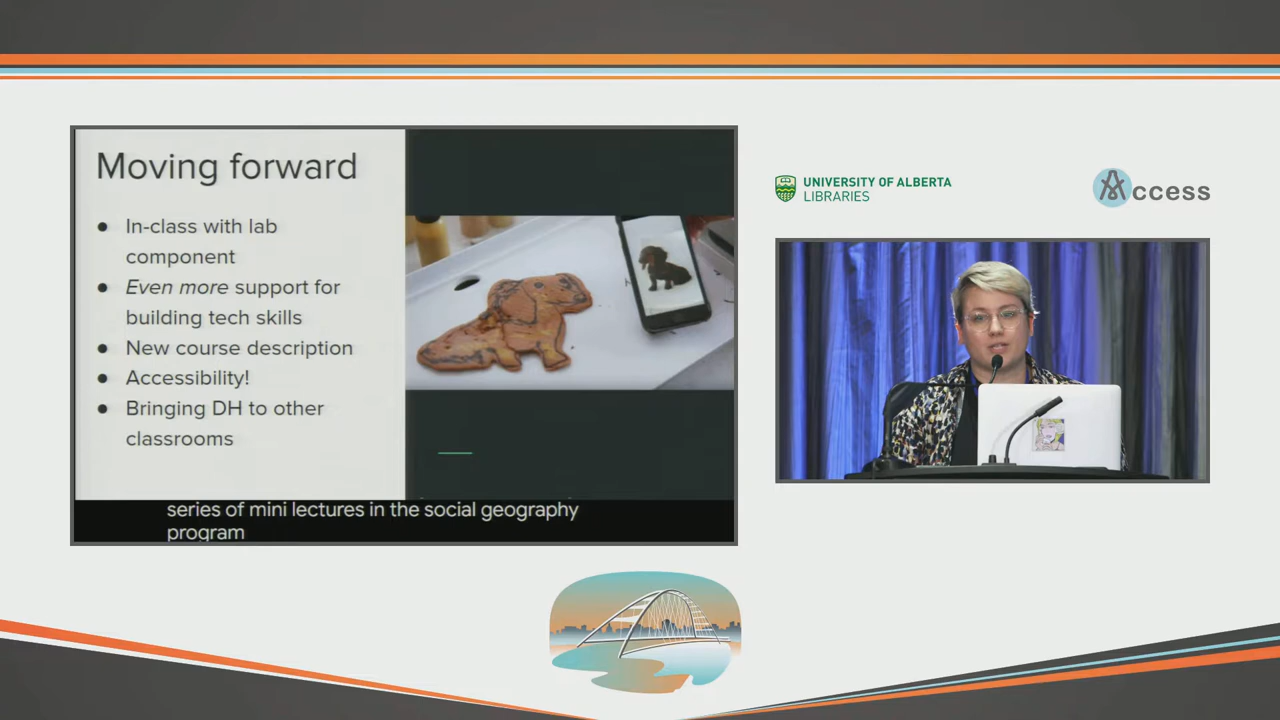 Moving forward
● In-class with lab
component
● Even more support for
building tech skills
● New course description
● Accessibility!
● Bringing DH to other
classrooms
series of mini lectures in the social geography
program
UNIVERSITY OF ALBERTA
LIBRARIES
Access